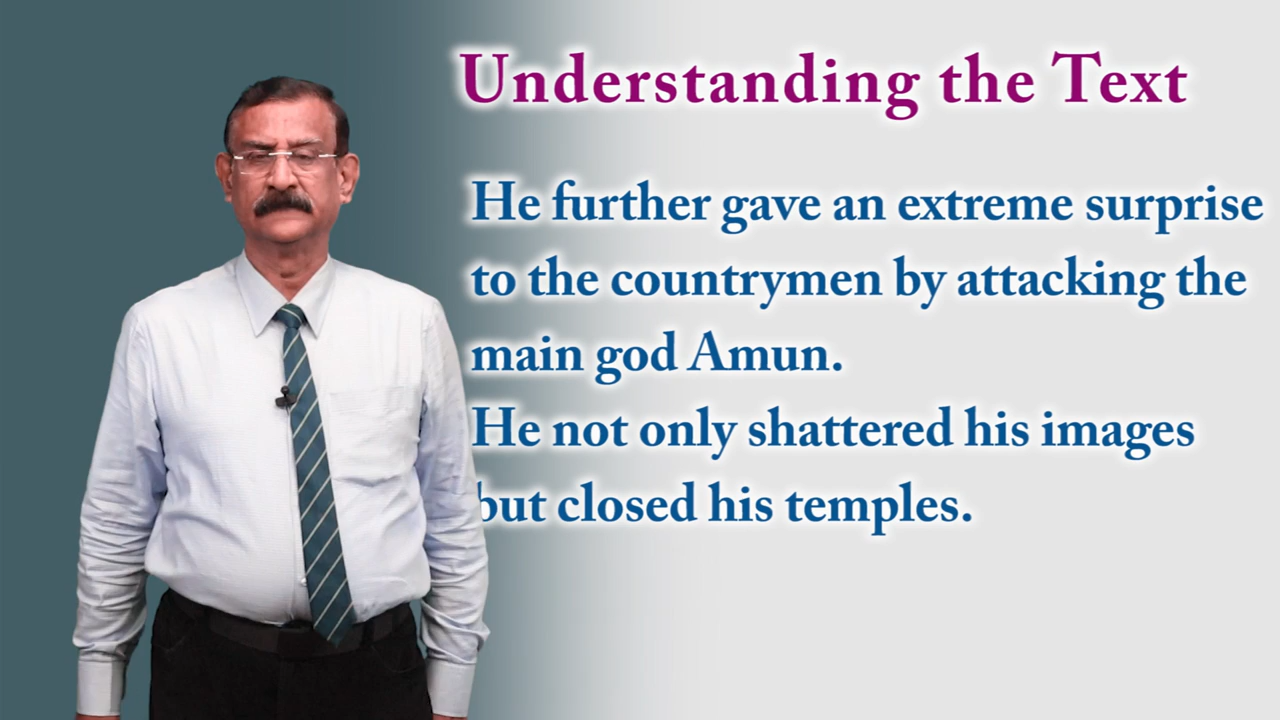 Understanding the Text
He further gave an extreme surprise
to the countrymen by attacking the
main god Amun.
He not only shattered his images
but closed his temples.